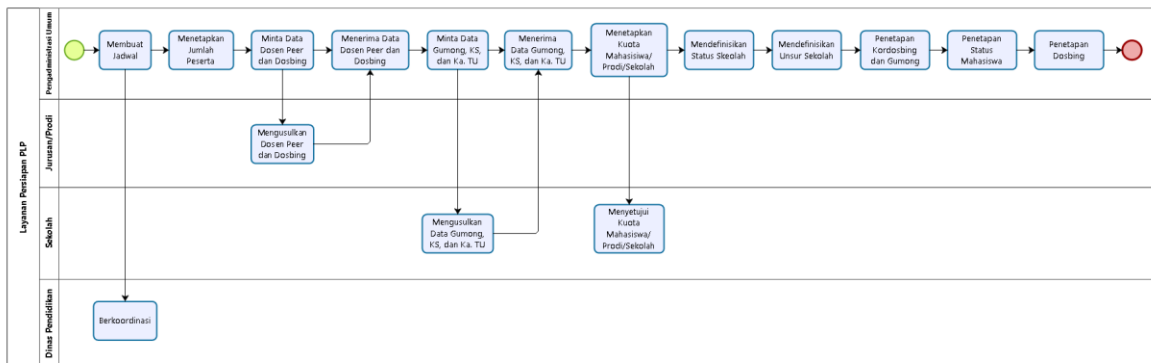 Layanan Persiapan PLP
Pengadministrasi Umum
Membuat
Jadwal
Menetapkan
Jumlah
Peserta
Minta Data
Dosen Peer
dan Dosbing
Menerima Data
Dosen Peer dan
Dosbing
Minta Data
Gumong, KS,
dan Ka. TU
Menerima
Data Gumong,
KS, dan Ka. TU
Menetapkan
Kuota
Mahasisiwa/
Prodi/Sekolah
Mendefinisikan
Status Skeolah
Mendefinisikan
Unsur Sekolah
Penetapan
Kordosbing
dan Gumong
Penetapan
Status
Mahasiswa
Penetapan
Dosbing
Jurusan/Prodi
Mengusulkan
Dosen Peer
dan Dosbing
Sekolah
Mengusulkan
Data Gumong,
KS, dan Ka. TU
Menyetujui
Kuota
Mahasiswa/
Prodi/Sekolah
Dinas Pendidikan
Berkoordinasi